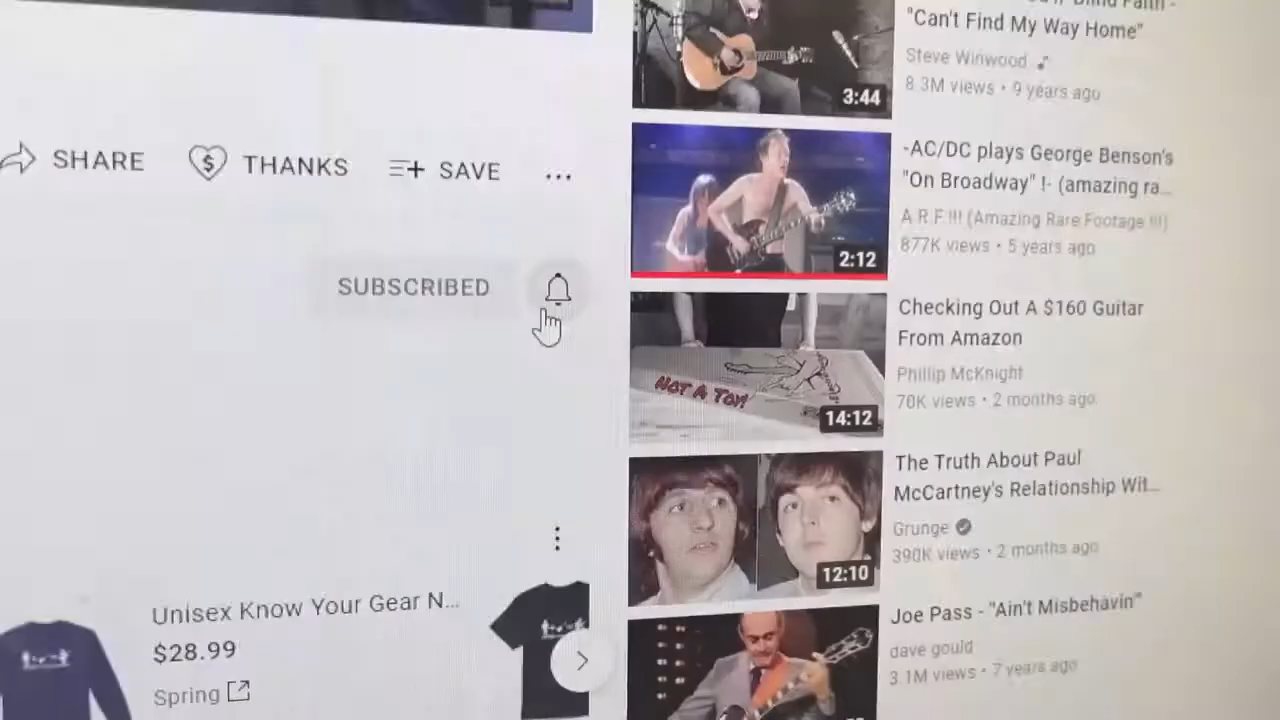 SHARE
THANKS
SAVE
SUBSCRIBED
Unisex Know Your Gear N...
$28.99
Spring
"Can't Find My Way Home"
Steve Winwood
8.3M views • 9 years ago
3:44
-AC/DC plays George Benson's
"On Broadway" !- (amazing ra...
A.R.F.!!! (Amazing Rare Footage !!!)
877K views • 5 years ago
2:12
Checking Out A $160 Guitar
From Amazon
Phillip McKnight
70K views • 2 months ago
NOT A TOY!
14:12
The Truth About Paul
McCartney's Relationship Wit...
Grunge
390K views • 2 months ago
12:10
Joe Pass - "Ain't Misbehavin'"
dave gould
3.1M views • 7 years ago